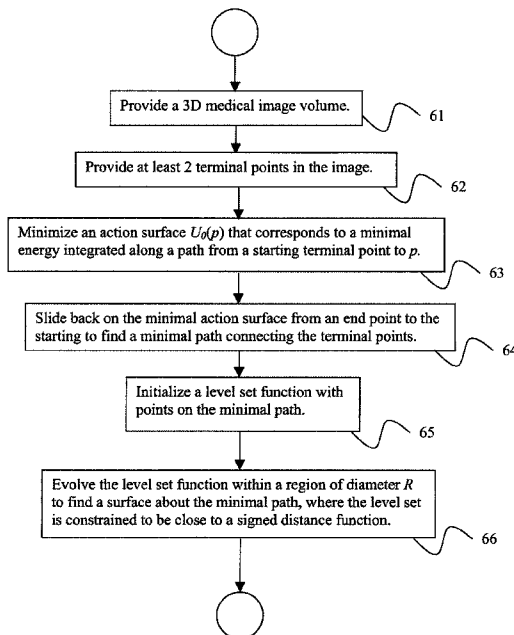 Provide a 3D medical image volume.
61
Provide at least 2 terminal points in the image.
62
Minimize an action surface U₀(p) that corresponds to a minimal
energy integrated along a path from a starting terminal point to p.
63
Slide back on the minimal action surface from an end point to the
starting to find a minimal path connecting the terminal points.
64
Initialize a level set function with
points on the minimal path.
65
Evolve the level set function within a region of diameter R
to find a surface about the minimal path, where the level set
is constrained to be close to a signed distance function.
66